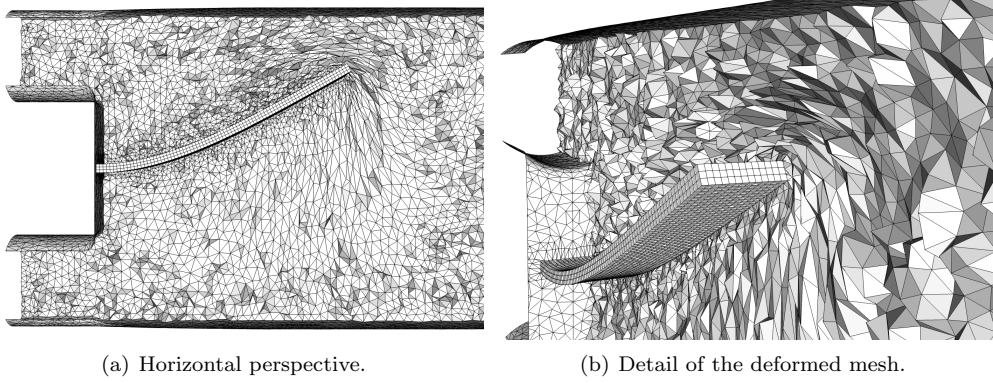 (a) Horizontal perspective.
(b) Detail of the deformed mesh.